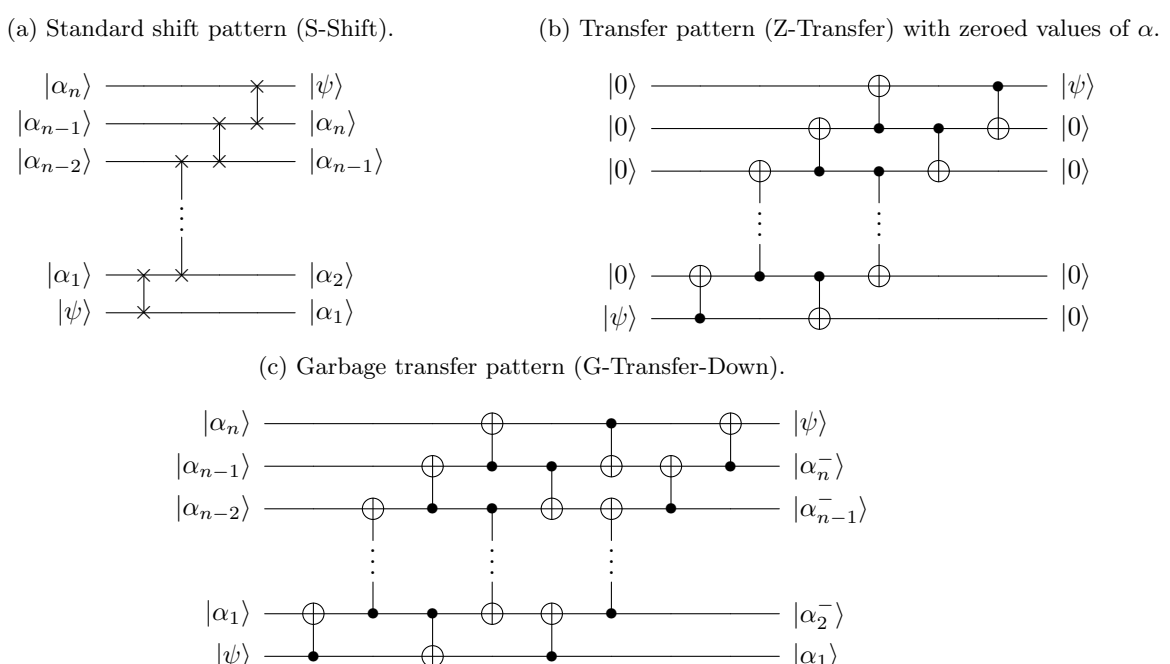 (a) Standard shift pattern (S-Shift).
|α_n⟩ |ψ⟩
|α_{n−1}⟩ |α_n⟩
|α_{n−2}⟩ |α_{n−1}⟩
⋮
|α_1⟩ |α_2⟩
|ψ⟩ |α_1⟩
(b) Transfer pattern (Z-Transfer) with zeroed values of α.
|0⟩ |ψ⟩
|0⟩ |0⟩
|0⟩ |0⟩
⋮ ⋮
|0⟩ |0⟩
|ψ⟩ |0⟩
(c) Garbage transfer pattern (G-Transfer-Down).
|α_n⟩ |ψ⟩
|α_{n−1}⟩ |α_n^−⟩
|α_{n−2}⟩ |α_{n−1}^−⟩
⋮ ⋮ ⋮
|α_1⟩ |α_2^−⟩
|ψ⟩ |α_1⟩